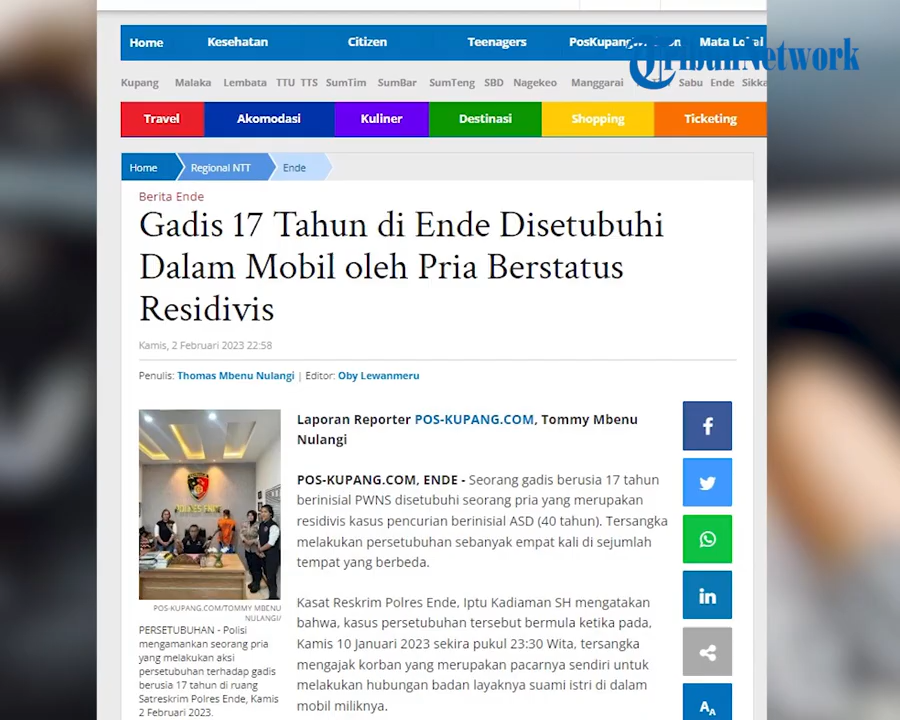 TribunNetwork
Home Kesehatan Citizen Teenagers Mata Lokal
Kupang Malaka Lembata TTU TTS SumTim SumBar SumTeng SBD Nagekeo Manggarai Sabu Ende Sikka
Travel Akomodasi Kuliner Destinasi Shopping Ticketing
Home Regional NTT Ende
Berita Ende
Gadis 17 Tahun di Ende Disetubuhi
Dalam Mobil oleh Pria Berstatus
Residivis
Kamis, 2 Februari 2023 22:58
Penulis: Thomas Mbenu Nulangi | Editor: Oby Lewanmeru
Laporan Reporter POS-KUPANG.COM, Tommy Mbenu
Nulangi
POS-KUPANG.COM, ENDE - Seorang gadis berusia 17 tahun
berinisial PWNS disetubuhi seorang pria yang merupakan
residivis kasus pencurian berinisial ASD (40 tahun). Tersangka
melakukan persetubuhan sebanyak empat kali di sejumlah
tempat yang berbeda.
Kasat Reskrim Polres Ende, Iptu Kadiaman SH mengatakan
bahwa, kasus persetubuhan tersebut bermula ketika pada,
Kamis 10 Januari 2023 sekira pukul 23:30 Wita, tersangka
mengajak korban yang merupakan pacarnya sendiri untuk
melakukan hubungan badan layaknya suami istri di dalam
mobil miliknya.
POS-KUPANG.COM/TOMMY MBENU
NULANGI/
PERSETUBUHAN - Polisi
mengamankan seorang pria
yang melakukan aksi
persetubuhan terhadap gadis
berusia 17 tahun di ruang
Satreskrim Polres Ende, Kamis
2 Februari 2023.